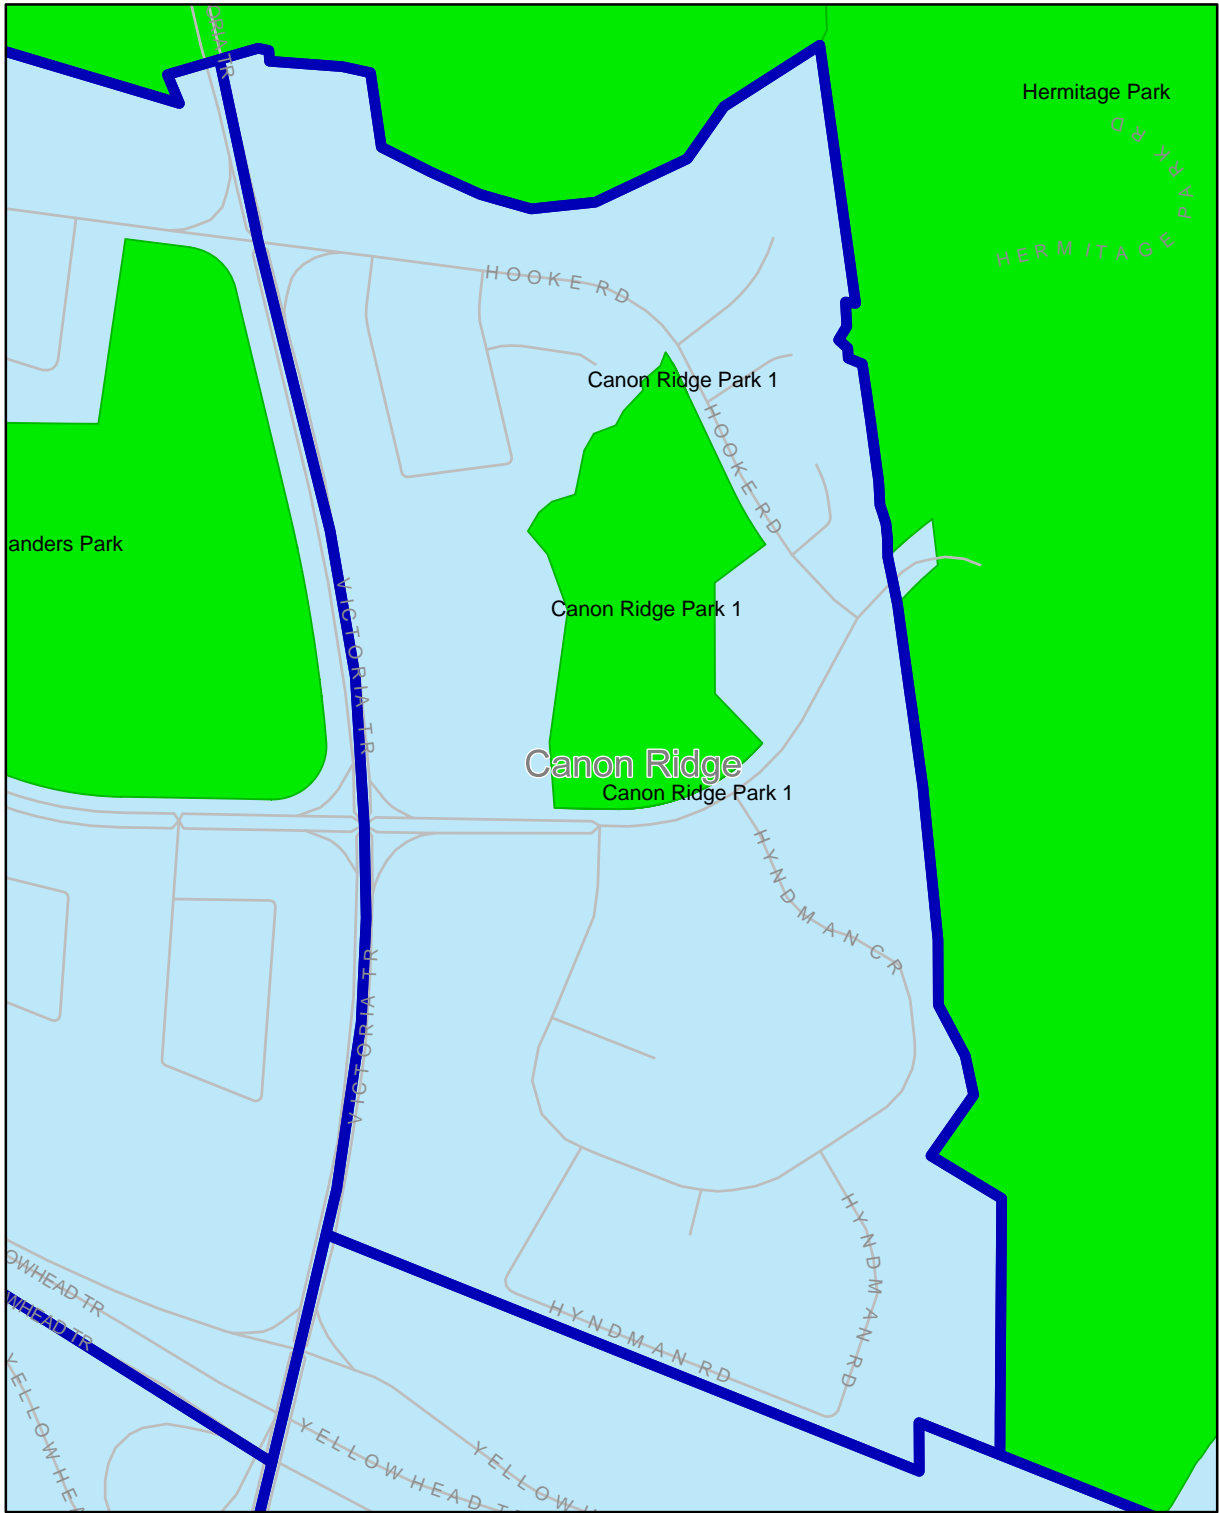 Hermitage Park
HERMITAGE PARK RD
HOOKE RD
Canon Ridge Park 1
HOOKE RD
anders Park
VICTORIA TR
Canon Ridge Park 1
Canon Ridge
Canon Ridge Park 1
HYNDMAN CR
VICTORIA TR
HYNDMAN RD
OWHEAD TR
WHEAD TR
HYNDMAN RD
YELLOWHEA
YELLOWHEAD T
YELLOW